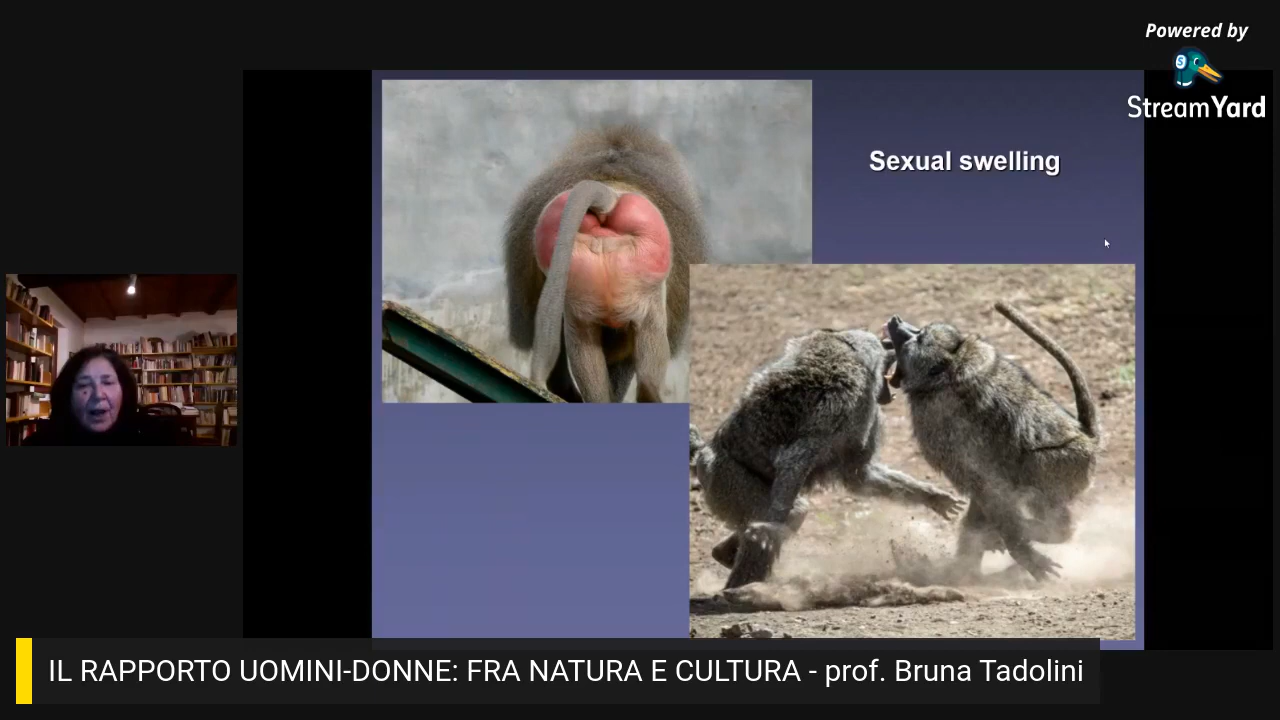 Powered by
StreamYard
Sexual swelling
IL RAPPORTO UOMINI-DONNE: FRA NATURA E CULTURA - prof. Bruna Tadolini